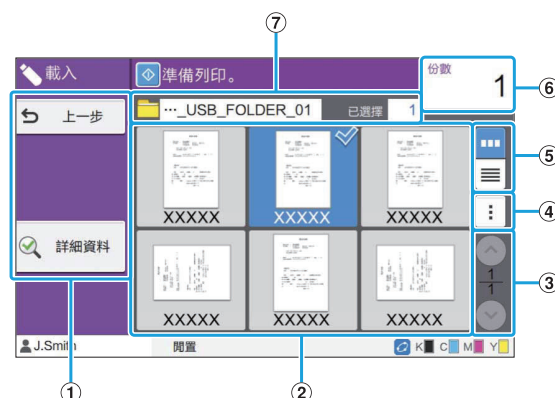 ⑦
載入
準備列印。
份數
1
⑥
…_USB_FOLDER_01
已選擇
1
上一步
⑤
④
XXXXX
XXXXX
XXXXX
詳細資料
1
1
③
XXXXX
XXXXX
XXXXX
J.Smith
閒置
K C M Y
①
②